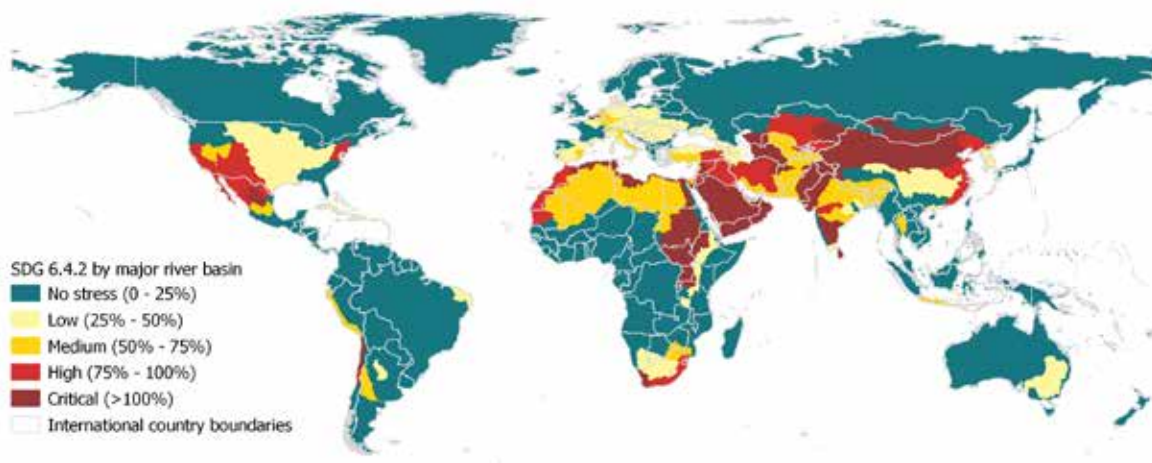 SDG 6.4.2 by major river basin
No stress (0 - 25%)
Low (25% - 50%)
Medium (50% - 75%)
High (75% - 100%)
Critical (>100%)
International country boundaries